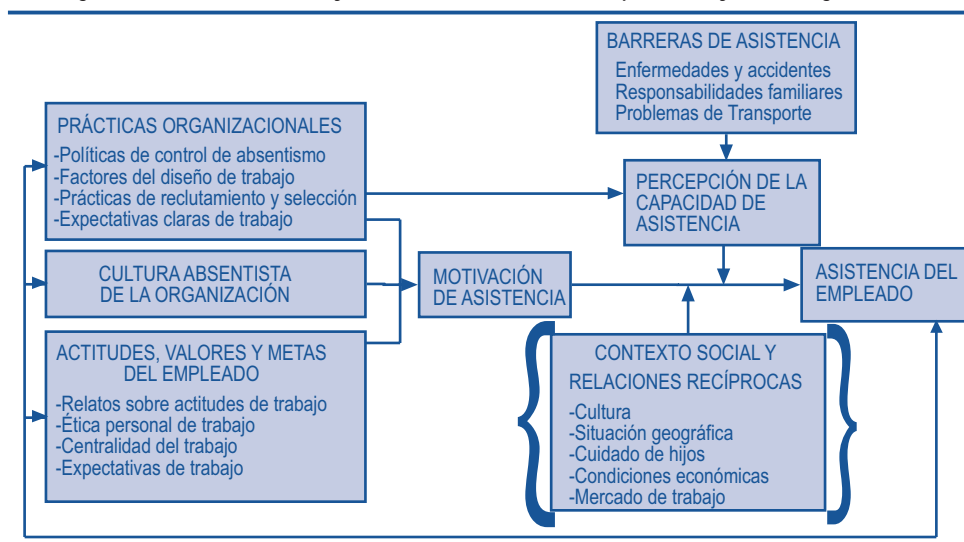 BARRERAS DE ASISTENCIA
Enfermedades y accidentes
Responsabilidades familiares
Problemas de Transporte
PRÁCTICAS ORGANIZACIONALES
-Políticas de control de absentismo
-Factores del diseño de trabajo
-Prácticas de reclutamiento y selección
-Expectativas claras de trabajo
PERCEPCIÓN DE LA
CAPACIDAD DE
ASISTENCIA
CULTURA ABSENTISTA
DE LA ORGANIZACIÓN
MOTIVACIÓN
DE ASISTENCIA
ASISTENCIA DEL
EMPLEADO
ACTITUDES, VALORES Y METAS
DEL EMPLEADO
-Relatos sobre actitudes de trabajo
-Ética personal de trabajo
-Centralidad del trabajo
-Expectativas de trabajo
CONTEXTO SOCIAL Y
RELACIONES RECÍPROCAS
-Cultura
-Situación geográfica
-Cuidado de hijos
-Condiciones económicas
-Mercado de trabajo